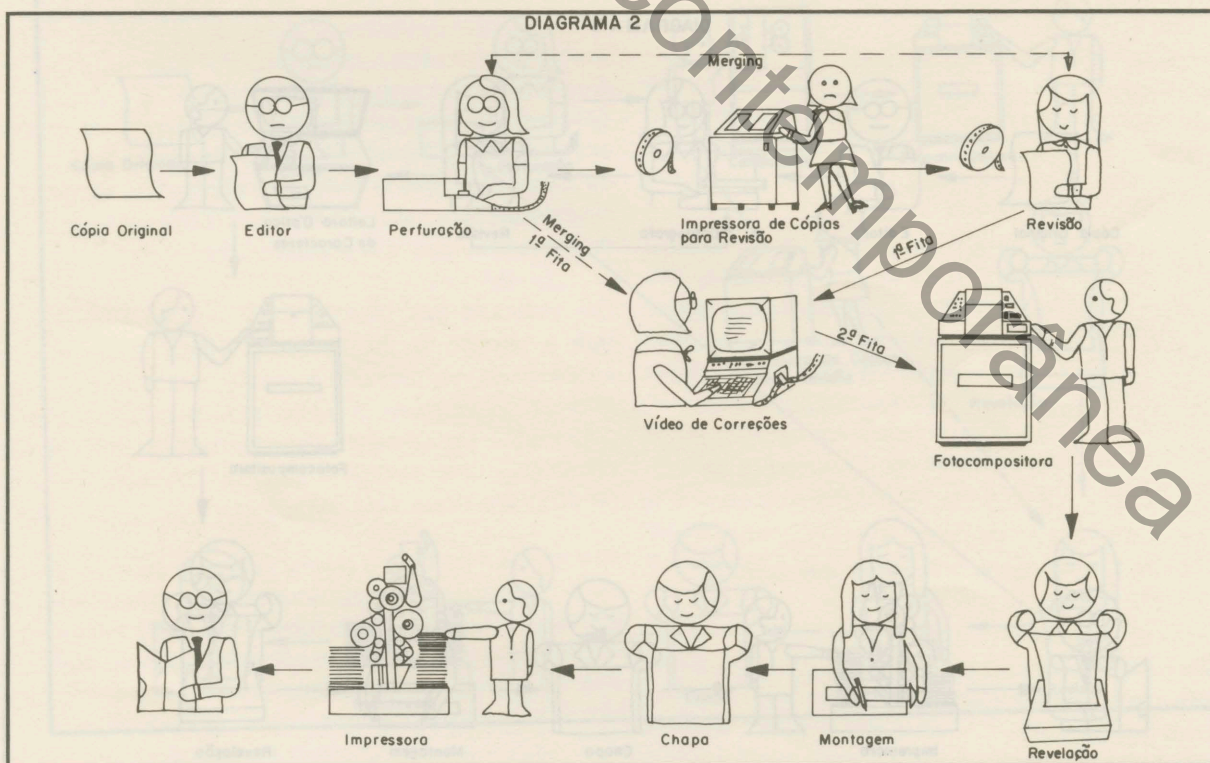 DIAGRAMA 2
Merging
Cópia Original
Editor
Perfuração
Impressora de Cópias
para Revisão
Revisão
Merging
1ª Fita
1ª Fita
2ª Fita
Vídeo de Correções
Fotocompositora
Impressora
Chapa
Montagem
Revelação
contemporânea